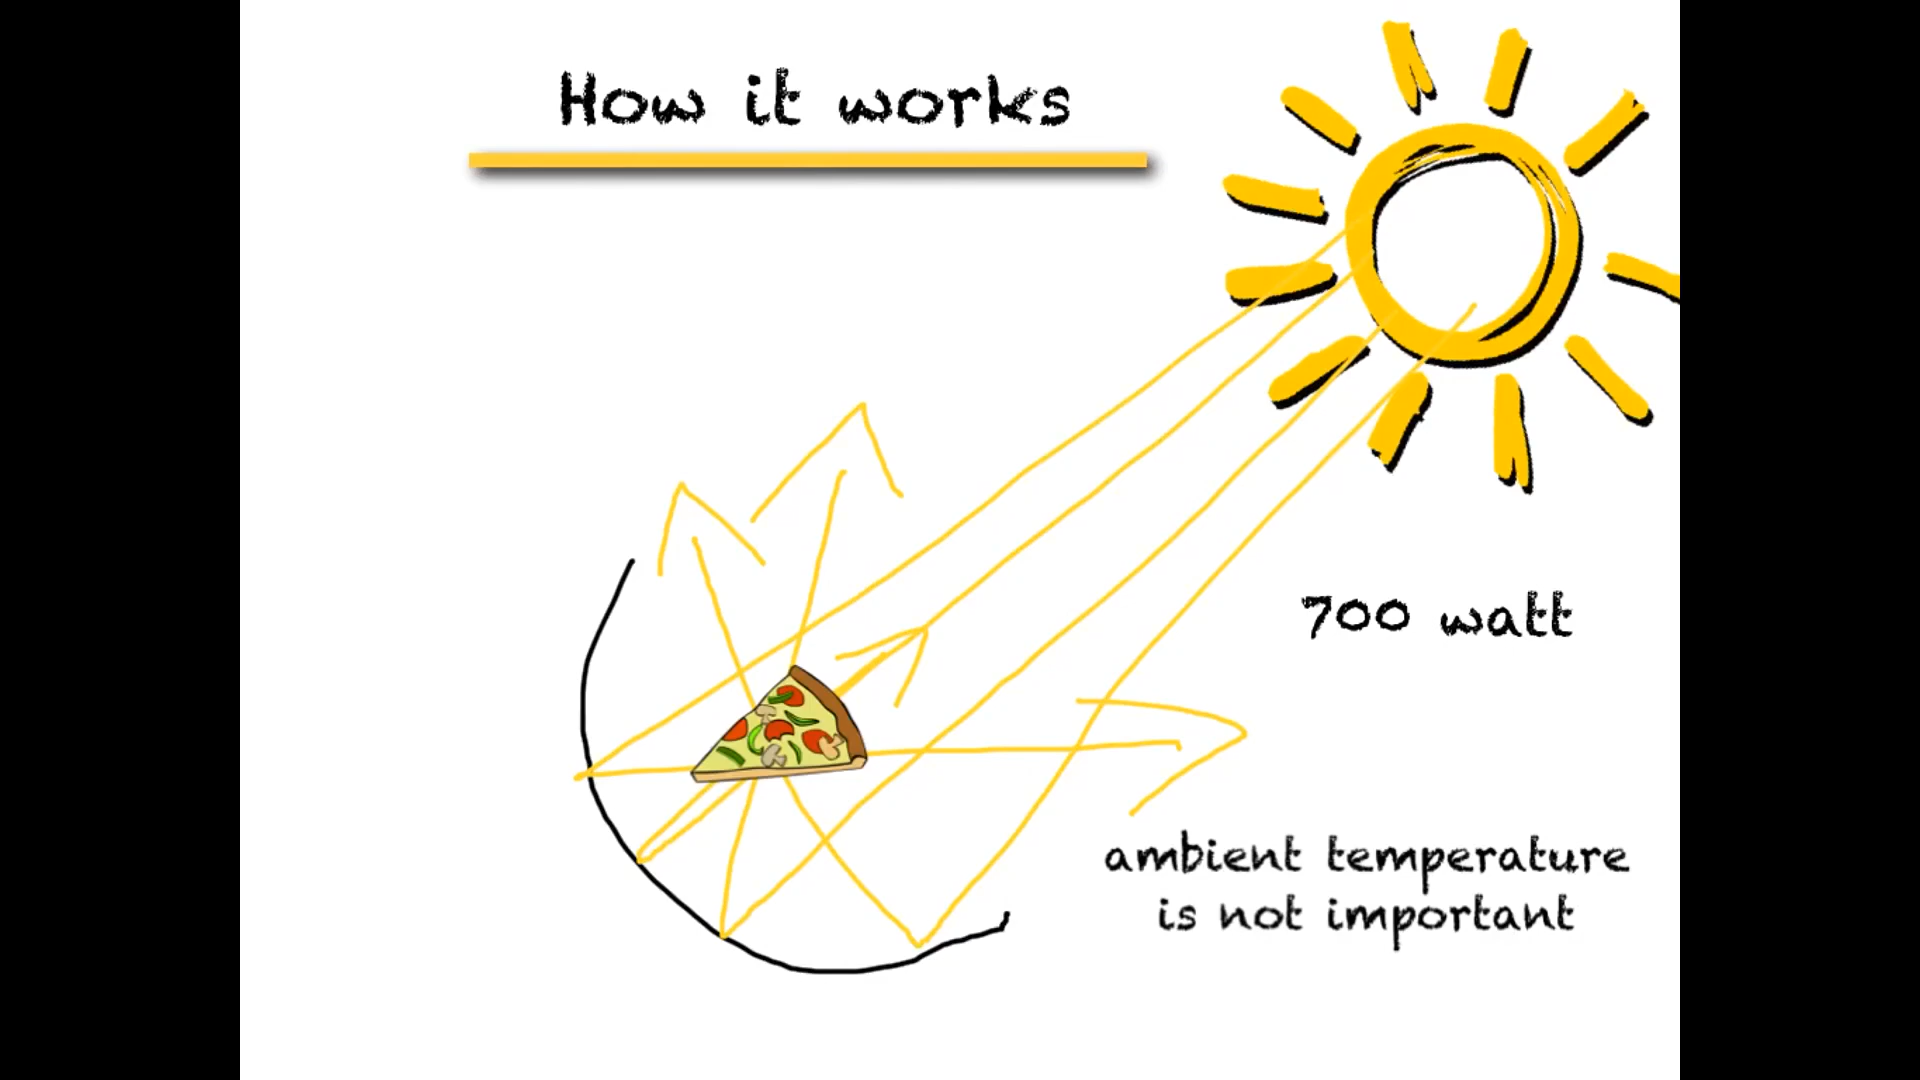 How it works
700 watt
ambient temperature
is not important